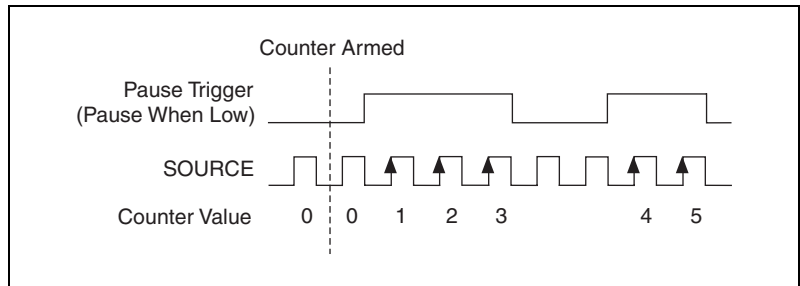 Counter Armed
Pause Trigger
(Pause When Low)
SOURCE
Counter Value 0 0 1 2 3 4 5